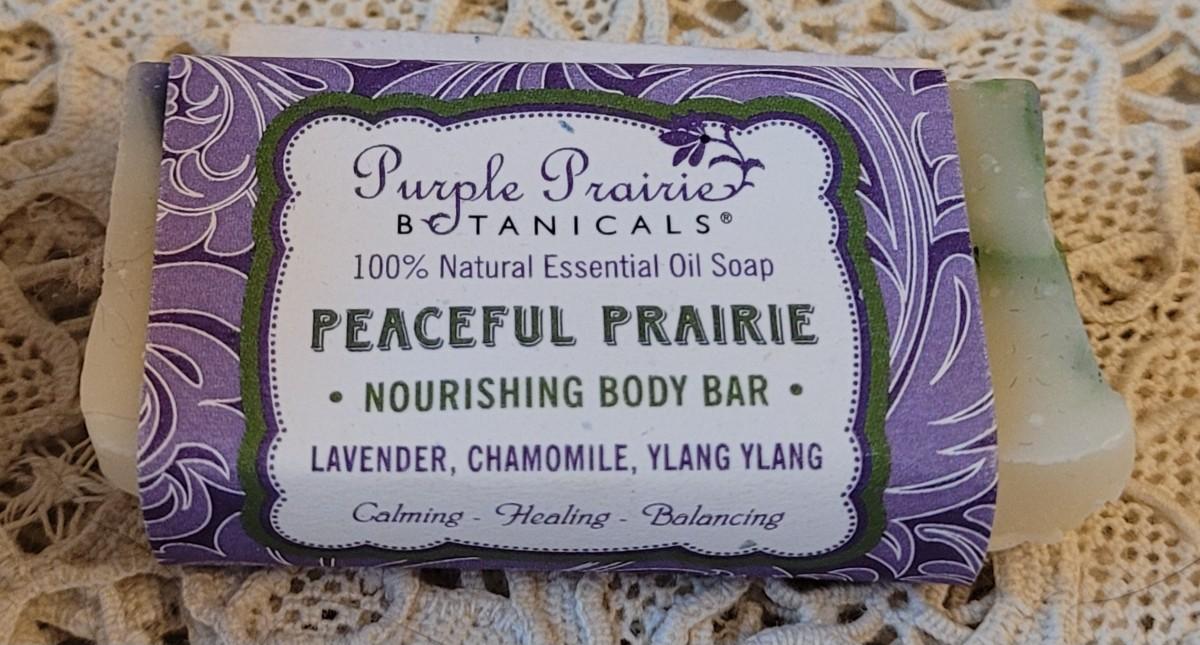 Purple Prairie
BOTANICALS®
100% Natural Essential Oil Soap
PEACEFUL PRAIRIE
• NOURISHING BODY BAR •
LAVENDER, CHAMOMILE, YLANG YLANG
Calming - Healing - Balancing